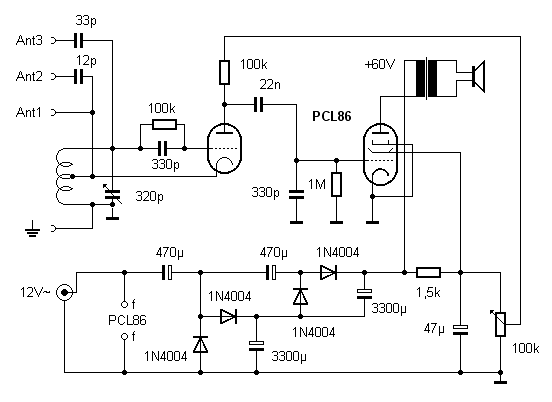 33p
Ant3
12p
Ant2
Ant1
100k
330p
320p
100k
22n
PCL86
+60V
330p
1M
470µ
470µ
1N4004
12V~
f
PCL86
f
1N4004
1N4004
1N4004
3300µ
3300µ
1,5k
47µ
100k